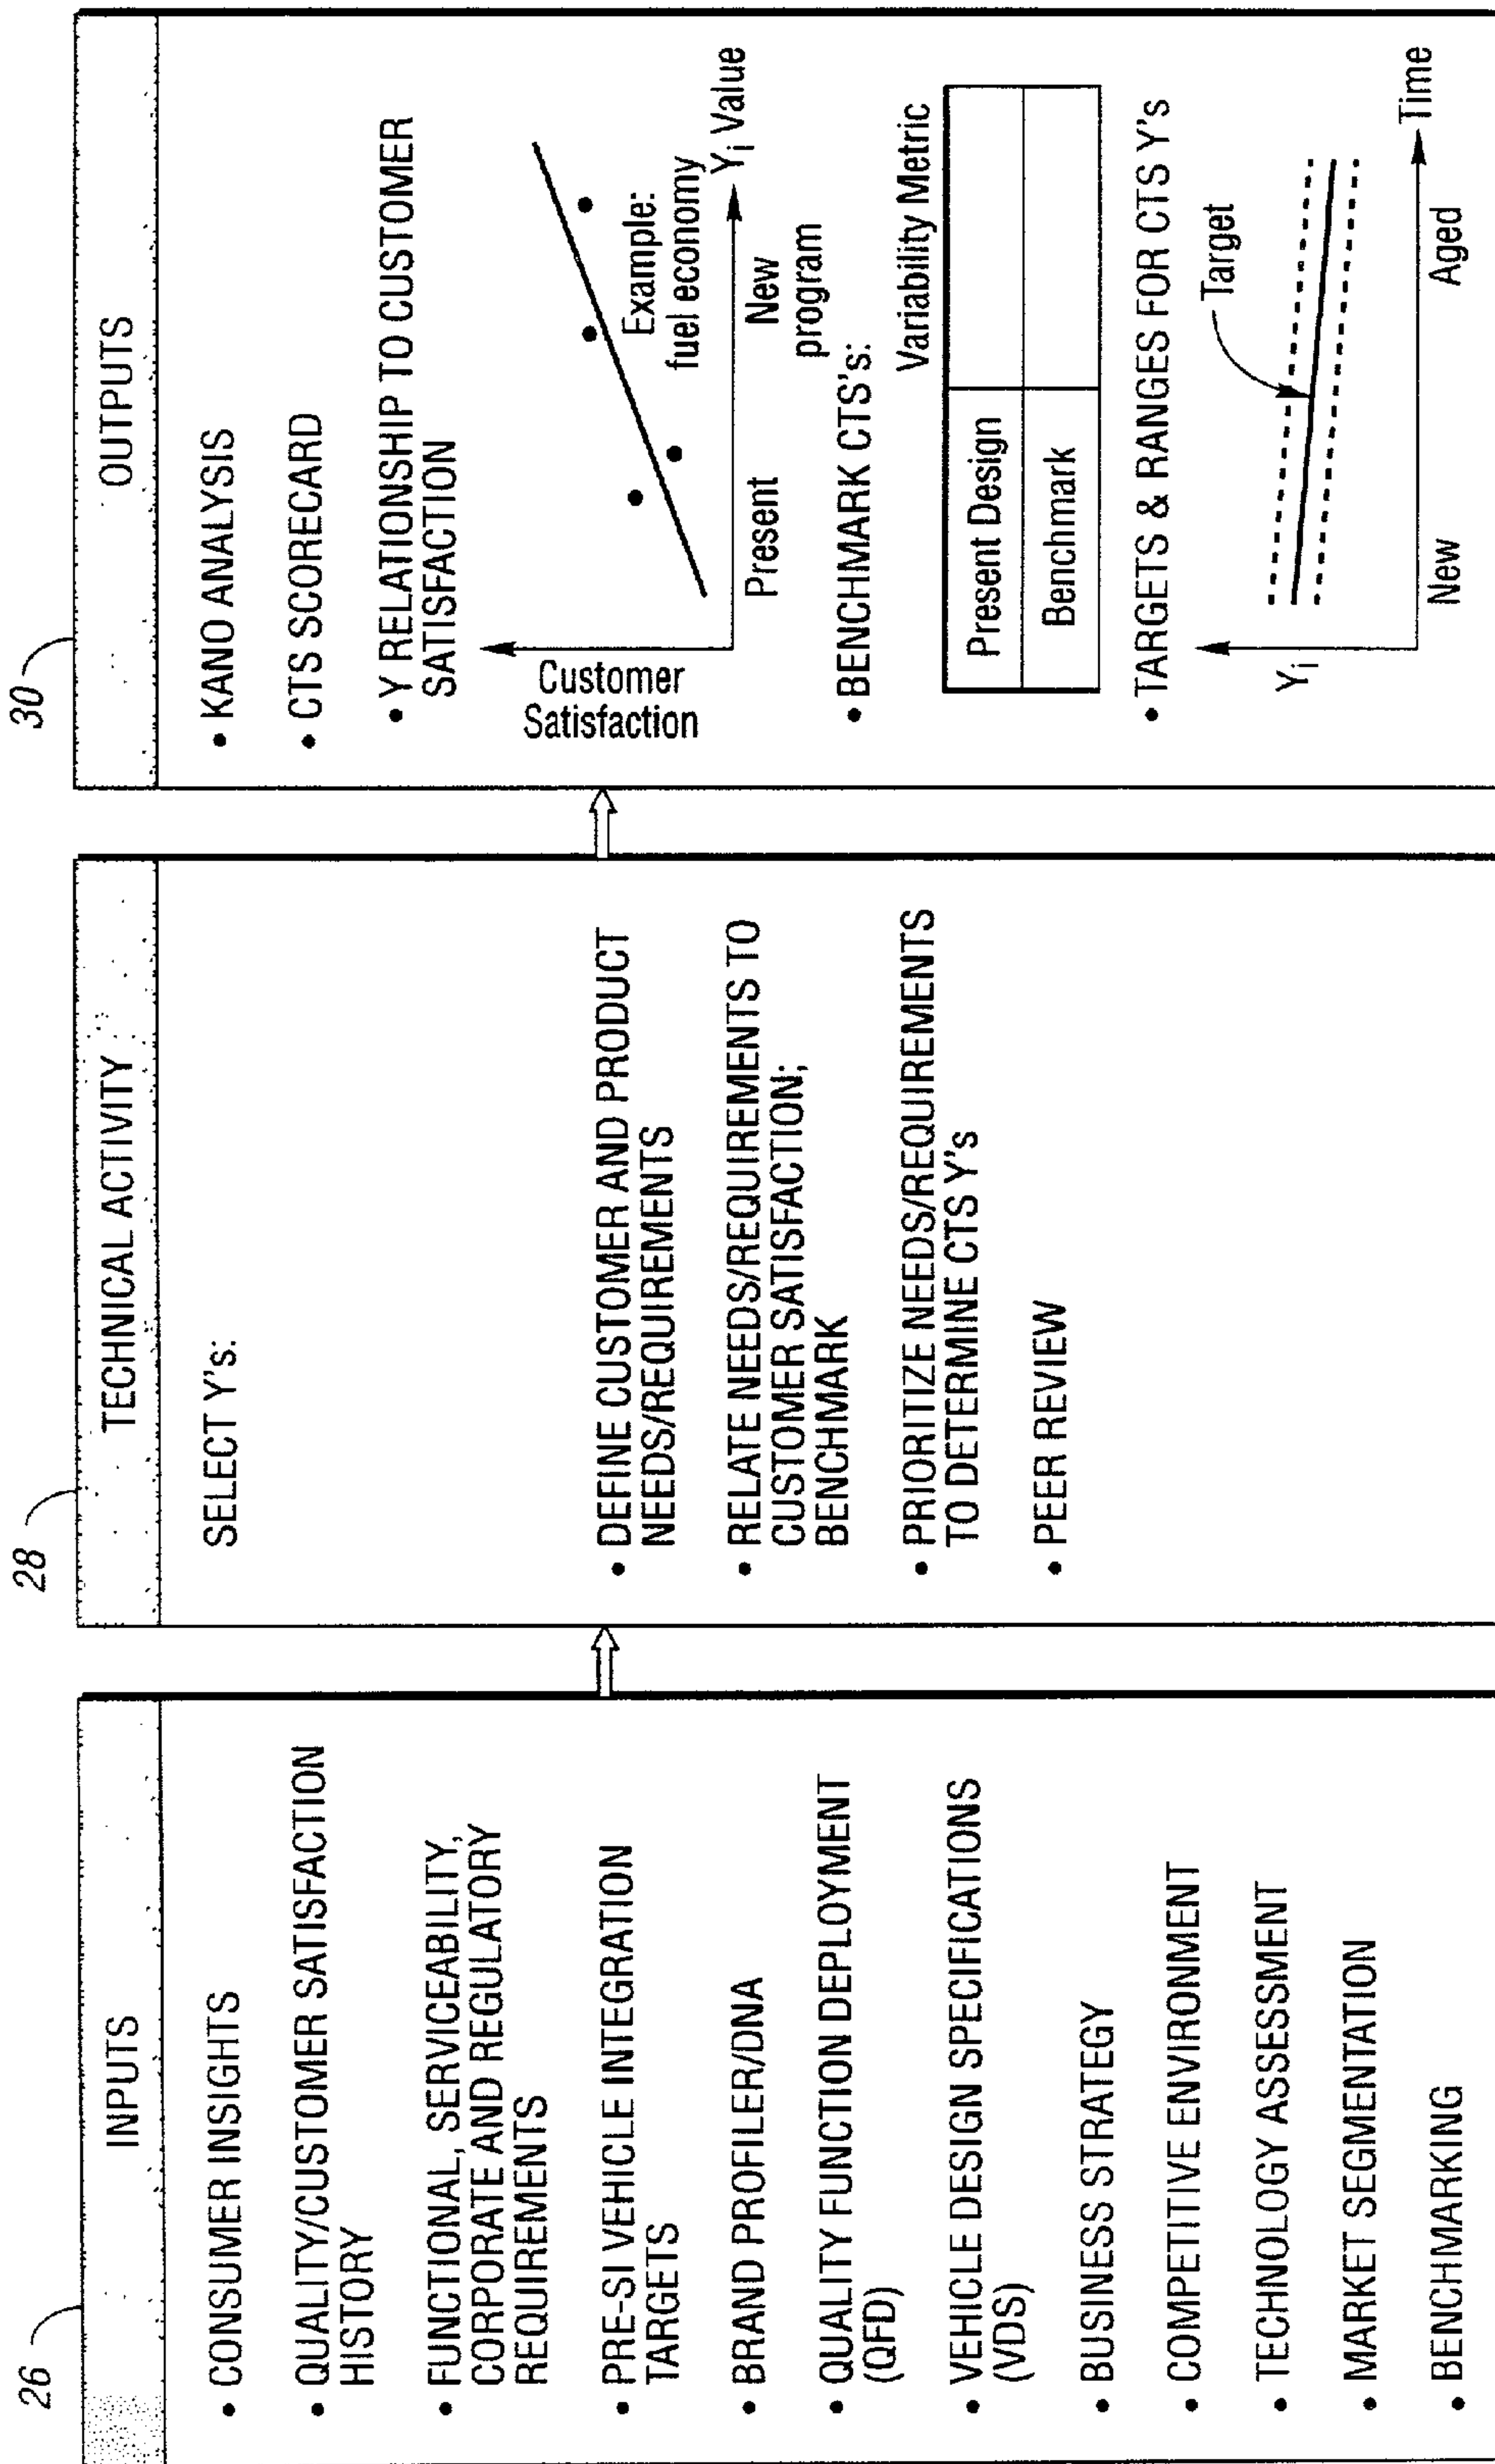 26
INPUTS
• CONSUMER INSIGHTS
• QUALITY/CUSTOMER SATISFACTION
HISTORY
• FUNCTIONAL, SERVICEABILITY,
CORPORATE AND REGULATORY
REQUIREMENTS
• PRE-SI VEHICLE INTEGRATION
TARGETS
• BRAND PROFILER/DNA
• QUALITY FUNCTION DEPLOYMENT
(QFD)
• VEHICLE DESIGN SPECIFICATIONS
(VDS)
• BUSINESS STRATEGY
• COMPETITIVE ENVIRONMENT
• TECHNOLOGY ASSESSMENT
• MARKET SEGMENTATION
• BENCHMARKING
28
TECHNICAL ACTIVITY
SELECT Y's:
• DEFINE CUSTOMER AND PRODUCT
NEEDS/REQUIREMENTS
• RELATE NEEDS/REQUIREMENTS TO
CUSTOMER SATISFACTION;
BENCHMARK
• PRIORITIZE NEEDS/REQUIREMENTS
TO DETERMINE CTS Y's
• PEER REVIEW
30
OUTPUTS
• KANO ANALYSIS
• CTS SCORECARD
• Y RELATIONSHIP TO CUSTOMER
SATISFACTION
Customer
Satisfaction
Example:
fuel economy
Yi Value
Present
New
program
• BENCHMARK CTS's:
Variability Metric
Present Design
Benchmark
• TARGETS & RANGES FOR CTS Y's
Target
Yi
New
Aged
Time